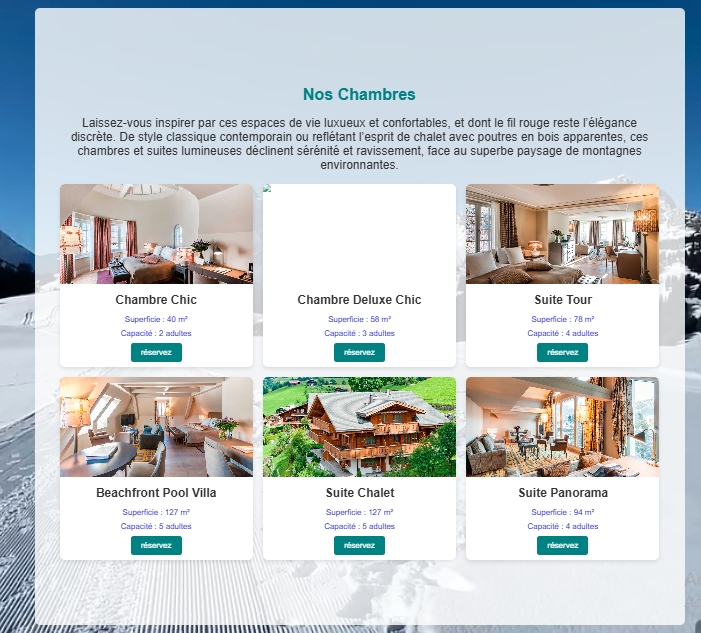 Nos Chambres
Laissez-vous inspirer par ces espaces de vie luxueux et confortables, et dont le fil rouge reste l'élégance
discrète. De style classique contemporain ou reflétant l'esprit de chalet avec poutres en bois apparentes, ces
chambres et suites lumineuses déclinent sérénité et ravissement, face au superbe paysage de montagnes
environnantes.
Chambre Chic
Superficie : 40 m²
Capacité : 2 adultes
réservez
Chambre Deluxe Chic
Superficie : 58 m²
Capacité : 3 adultes
réservez
Suite Tour
Superficie : 78 m²
Capacité : 4 adultes
réservez
Beachfront Pool Villa
Superficie : 127 m²
Capacité : 5 adultes
réservez
Suite Chalet
Superficie : 127 m²
Capacité : 5 adultes
réservez
Suite Panorama
Superficie : 94 m²
Capacité : 4 adultes
réservez